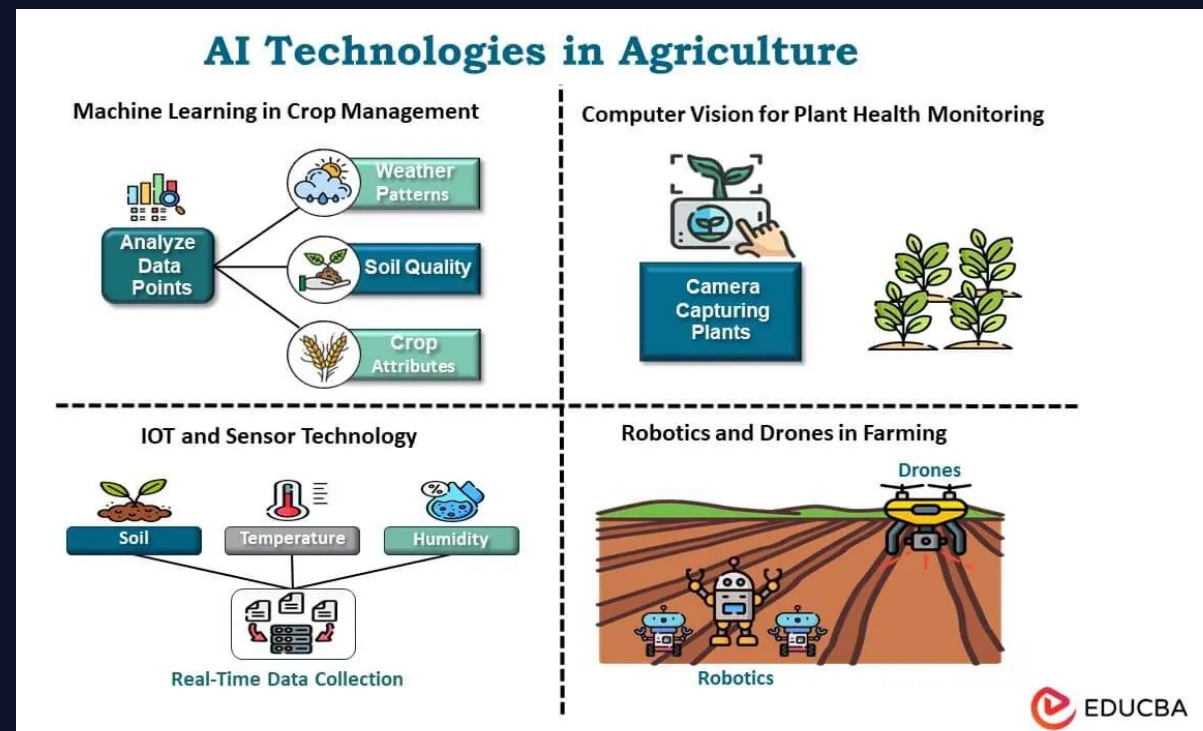 AI Technologies in Agriculture
Machine Learning in Crop Management
Analyze
Data
Points
Weather
Patterns
Soil Quality
Crop
Attributes
Computer Vision for Plant Health Monitoring
Camera
Capturing
Plants
IOT and Sensor Technology
Soil
Temperature
%
Humidity
Real-Time Data Collection
Robotics and Drones in Farming
Drones
Robotics
EDUCBA